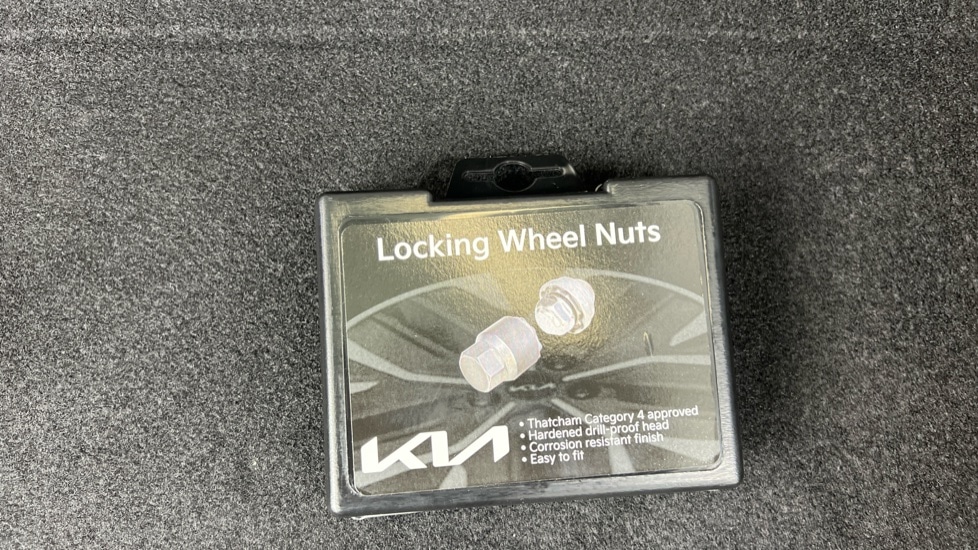 Locking Wheel Nuts
• Thatcham Category 4 approved
• Hardened drill-proof head
• Corrosion resistant finish
• Easy to fit
KIA